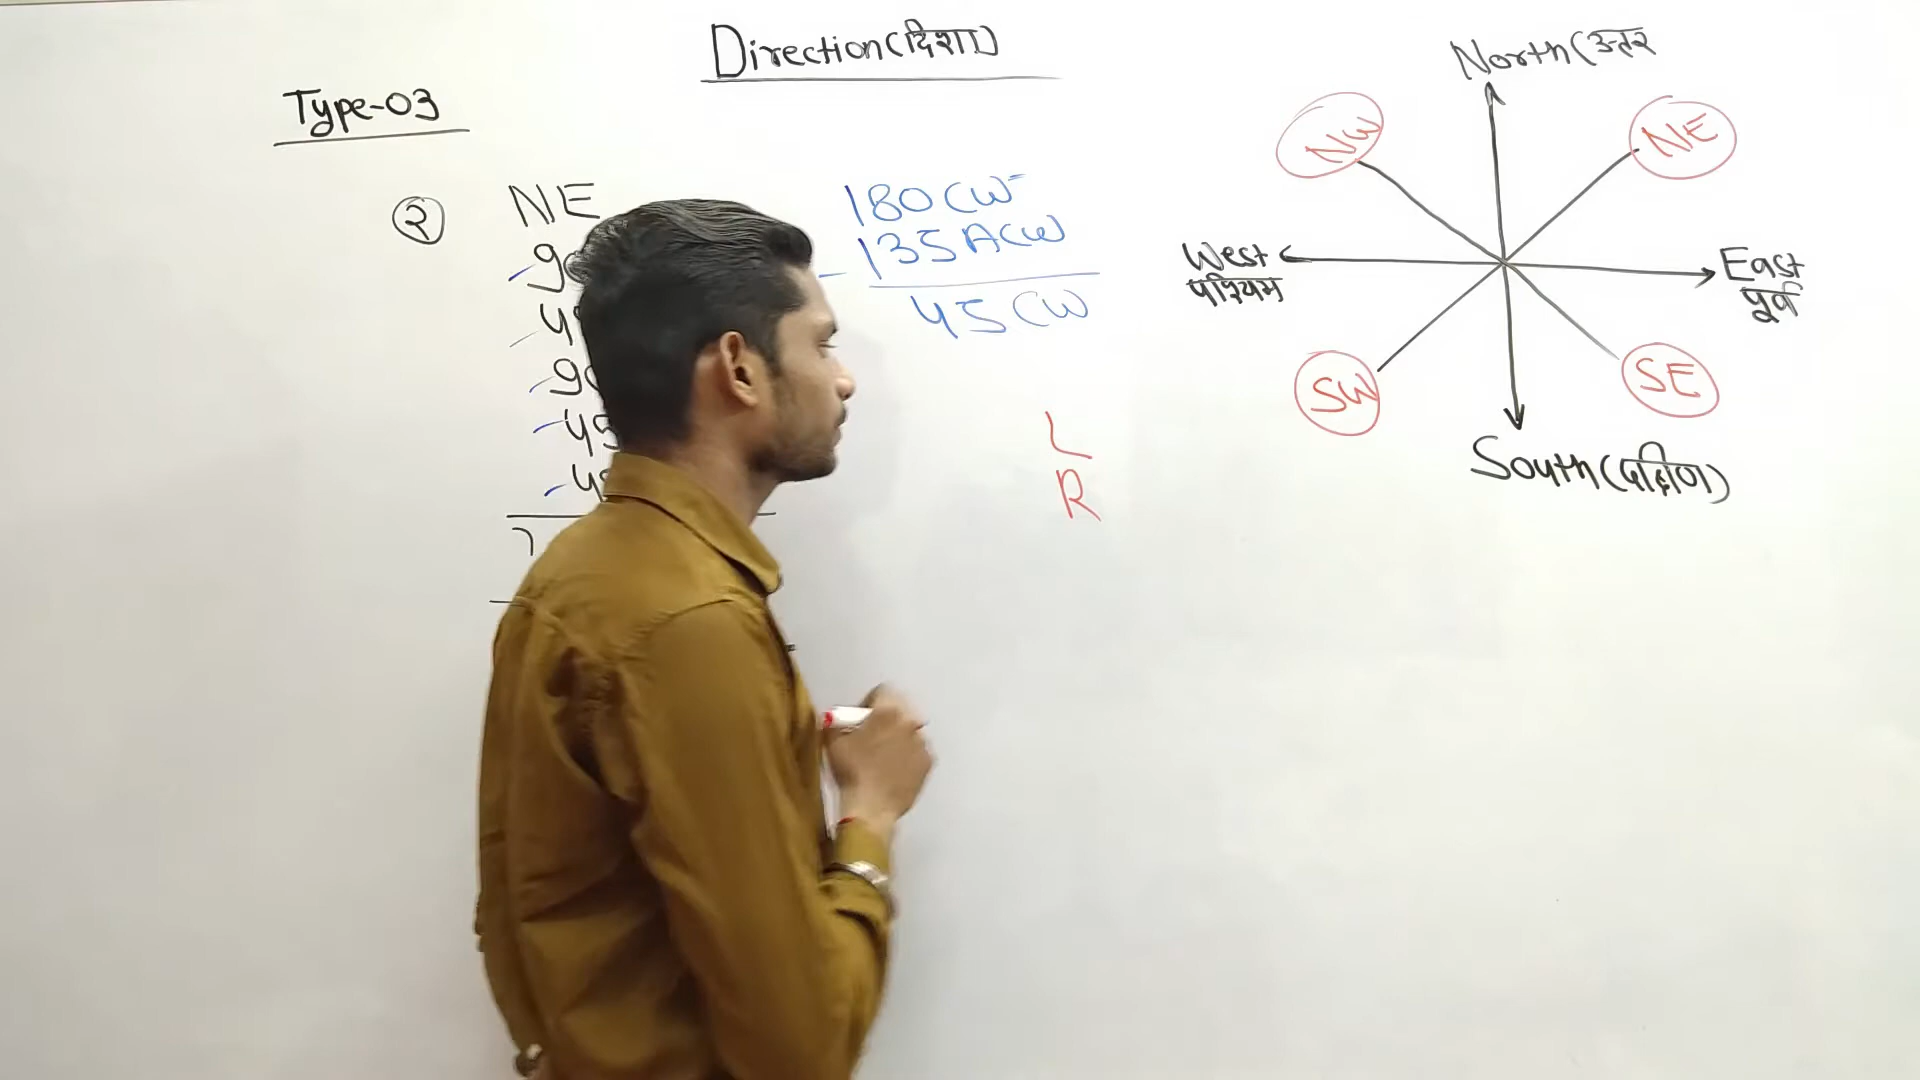 Direction(दिशा)
Type-03
२
NE
180 CW
135 ACW
45 CW
L
R
North(उत्तर
NW
NE
West
पश्चिम
East
पूर्व
SW
SE
South(दक्षिण)